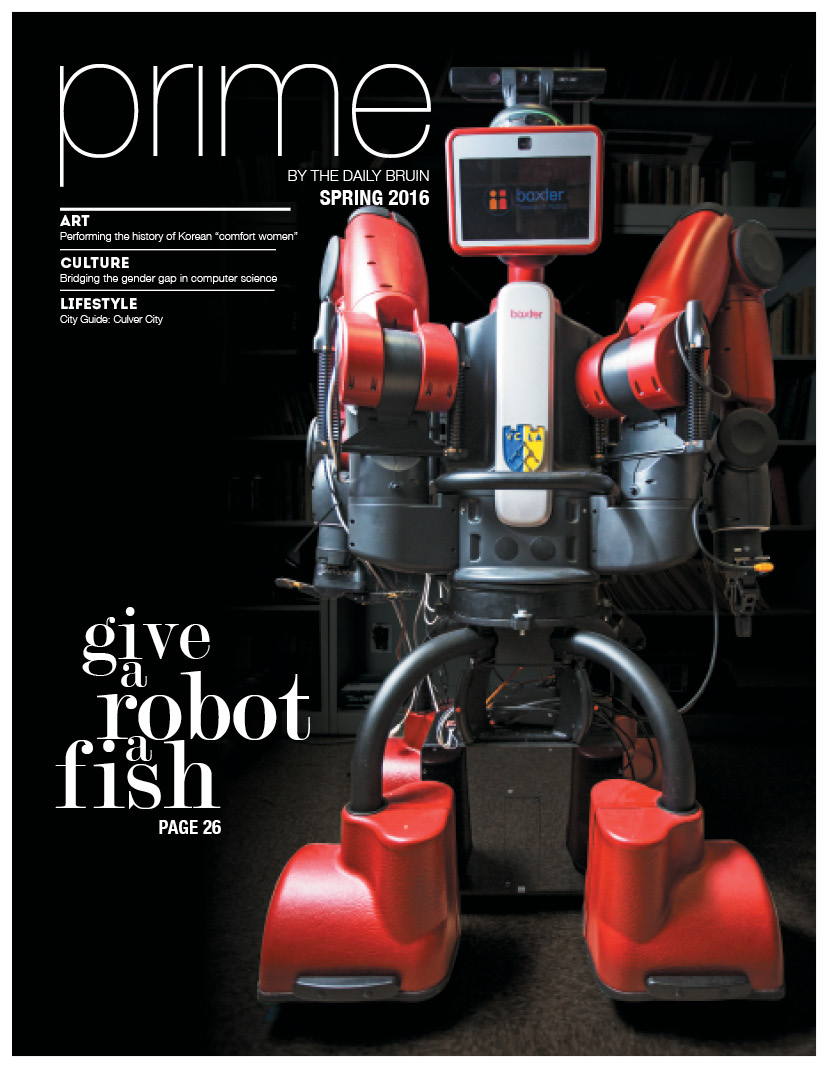 prime
BY THE DAILY BRUIN
SPRING 2016
ART
Performing the history of Korean “comfort women”
CULTURE
Bridging the gender gap in computer science
LIFESTYLE
City Guide: Culver City
baxter
baxter
UCLA
give
a
robot
a
fish
PAGE 26